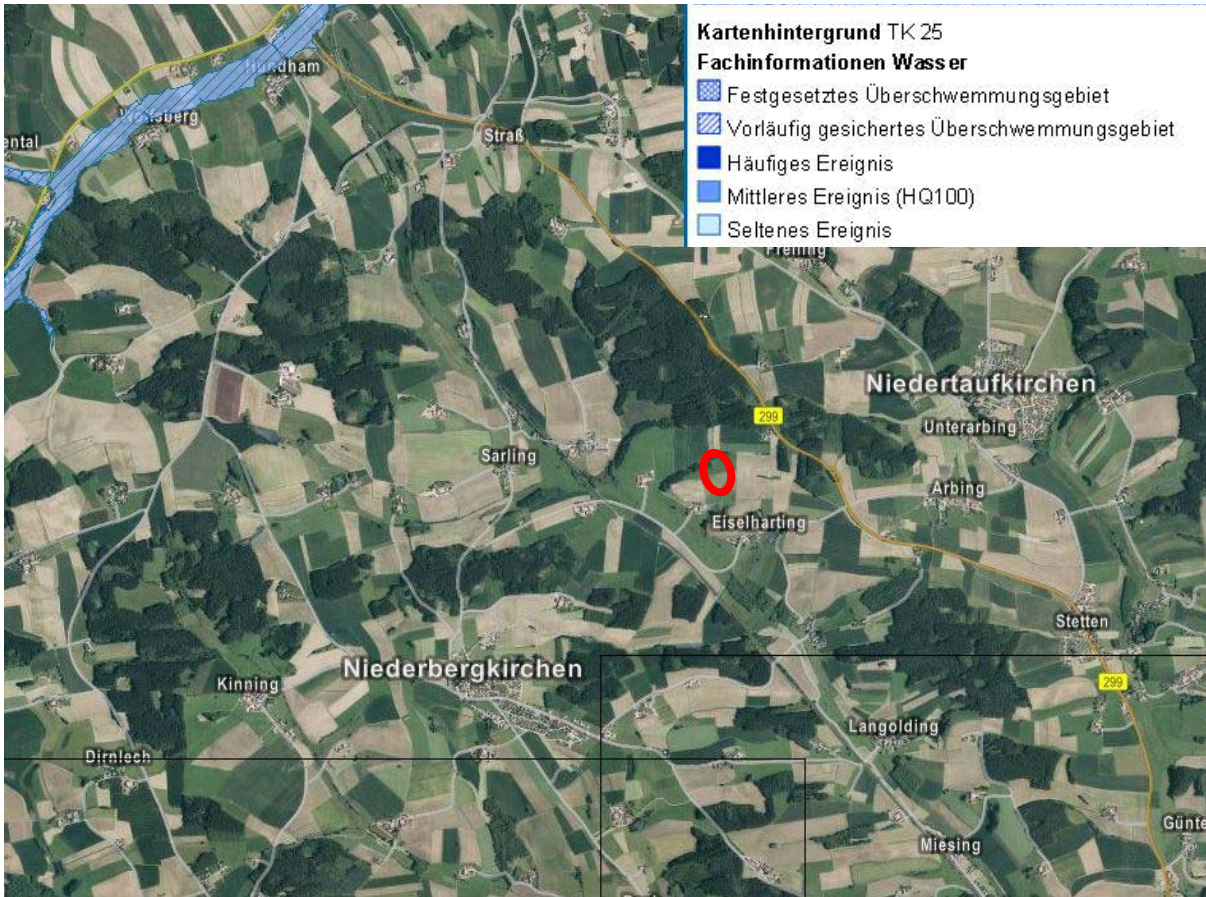 Kartenhintergrund TK 25
Fachinformationen Wasser
Festgesetztes Überschwemmungsgebiet
Vorläufig gesichertes Überschwemmungsgebiet
Häufiges Ereignis
Mittleres Ereignis (HQ100)
Seltenes Ereignis
Hundham
Wolfsberg
ental
Straß
Niedertaufkirchen
299
Unterarbing
Sarling
Arbing
Eiselharting
Stetten
Niederbergkirchen
Kinning
299
Langolding
Dirnlech
Günte
Miesing